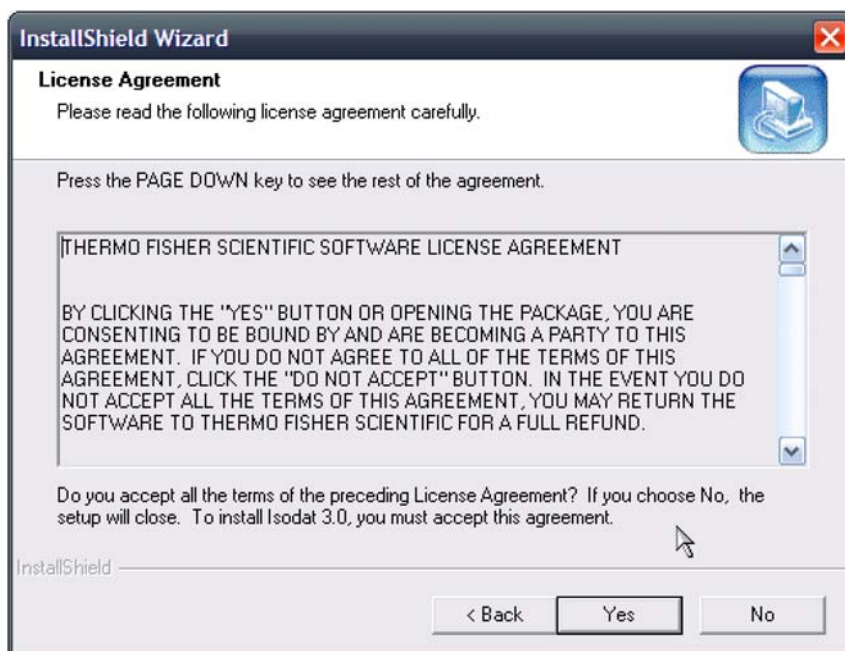 InstallShield Wizard
License Agreement
Please read the following license agreement carefully.
Press the PAGE DOWN key to see the rest of the agreement.
THERMO FISHER SCIENTIFIC SOFTWARE LICENSE AGREEMENT
BY CLICKING THE "YES" BUTTON OR OPENING THE PACKAGE, YOU ARE
CONSENTING TO BE BOUND BY AND ARE BECOMING A PARTY TO THIS
AGREEMENT.  IF YOU DO NOT AGREE TO ALL OF THE TERMS OF THIS
AGREEMENT, CLICK THE "DO NOT ACCEPT" BUTTON.  IN THE EVENT YOU DO
NOT ACCEPT ALL THE TERMS OF THIS AGREEMENT, YOU MAY RETURN THE
SOFTWARE TO THERMO FISHER SCIENTIFIC FOR A FULL REFUND.
Do you accept all the terms of the preceding License Agreement?  If you choose No,  the
setup will close.  To install Isodat 3.0, you must accept this agreement.
InstallShield
< Back
Yes
No